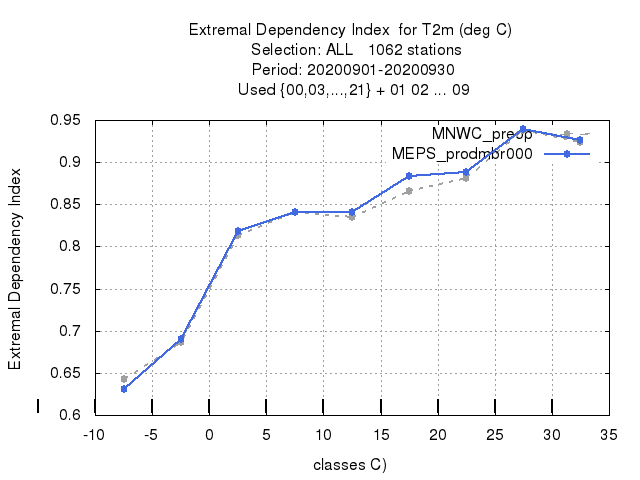 Extremal Dependency Index for T2m (deg C)
Selection: ALL 1062 stations
Period: 20200901-20200930
Used {00,03,...,21} + 01 02 ... 09
Extremal Dependency Index
0.95
0.9
0.85
0.8
0.75
0.7
0.65
0.6
MNWC_preop
MEPS_prodmbr000
-10 -5 0 5 10 15 20 25 30 35
classes C)